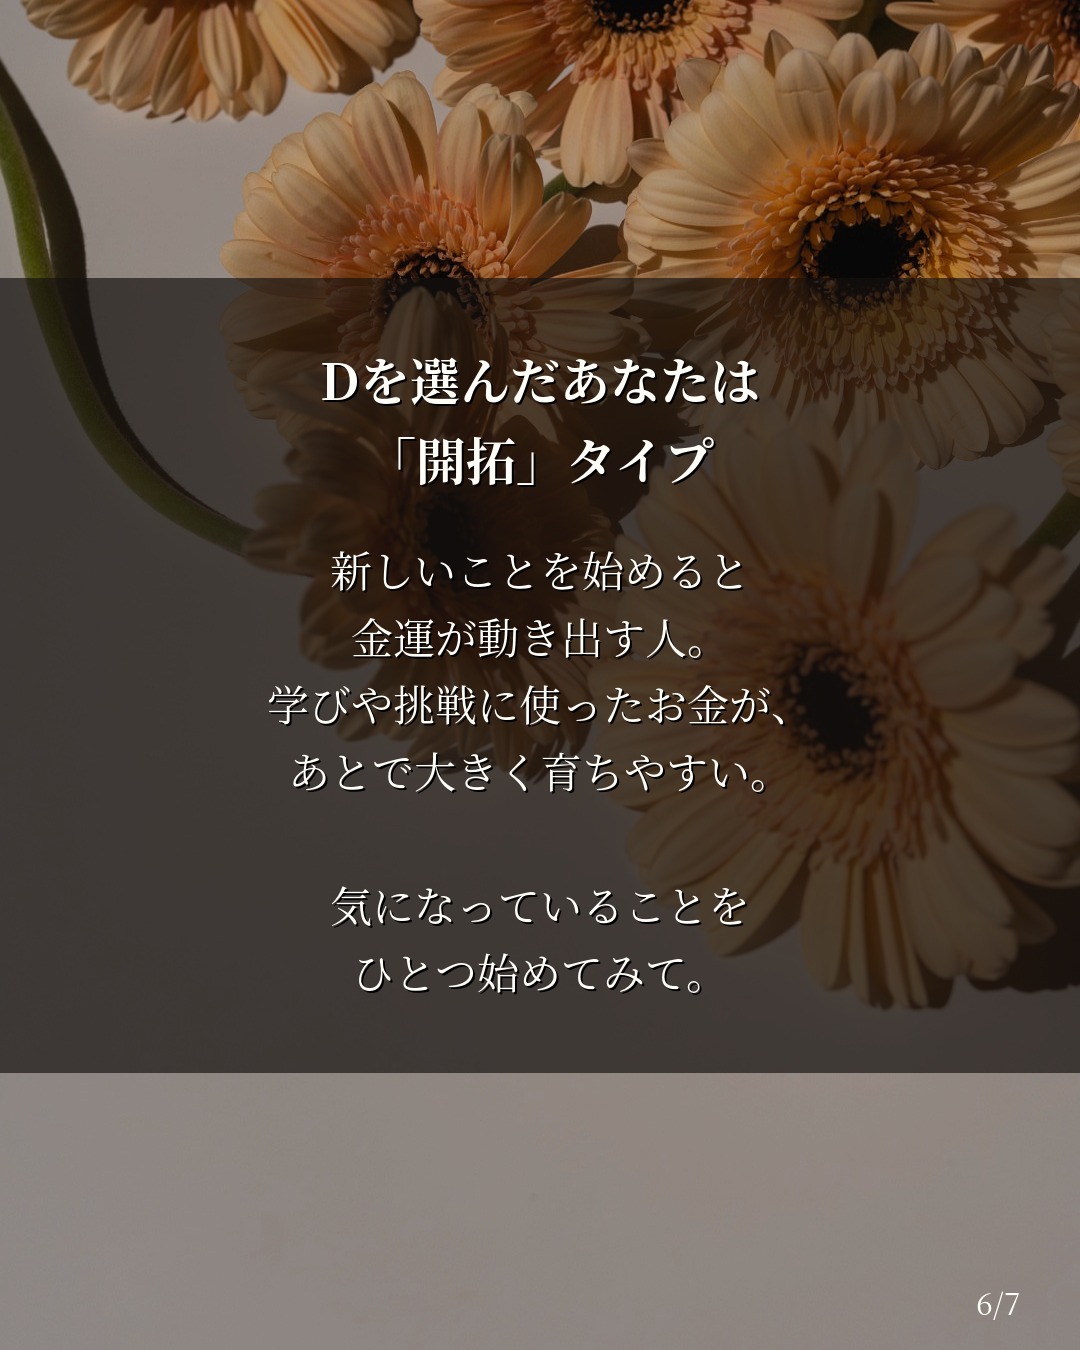 Dを選んだあなたは
「開拓」タイプ
新しいことを始めると
金運が動き出す人。
学びや挑戦に使ったお金が、
あとで大きく育ちやすい。
気になっていることを
ひとつ始めてみて。
6/7